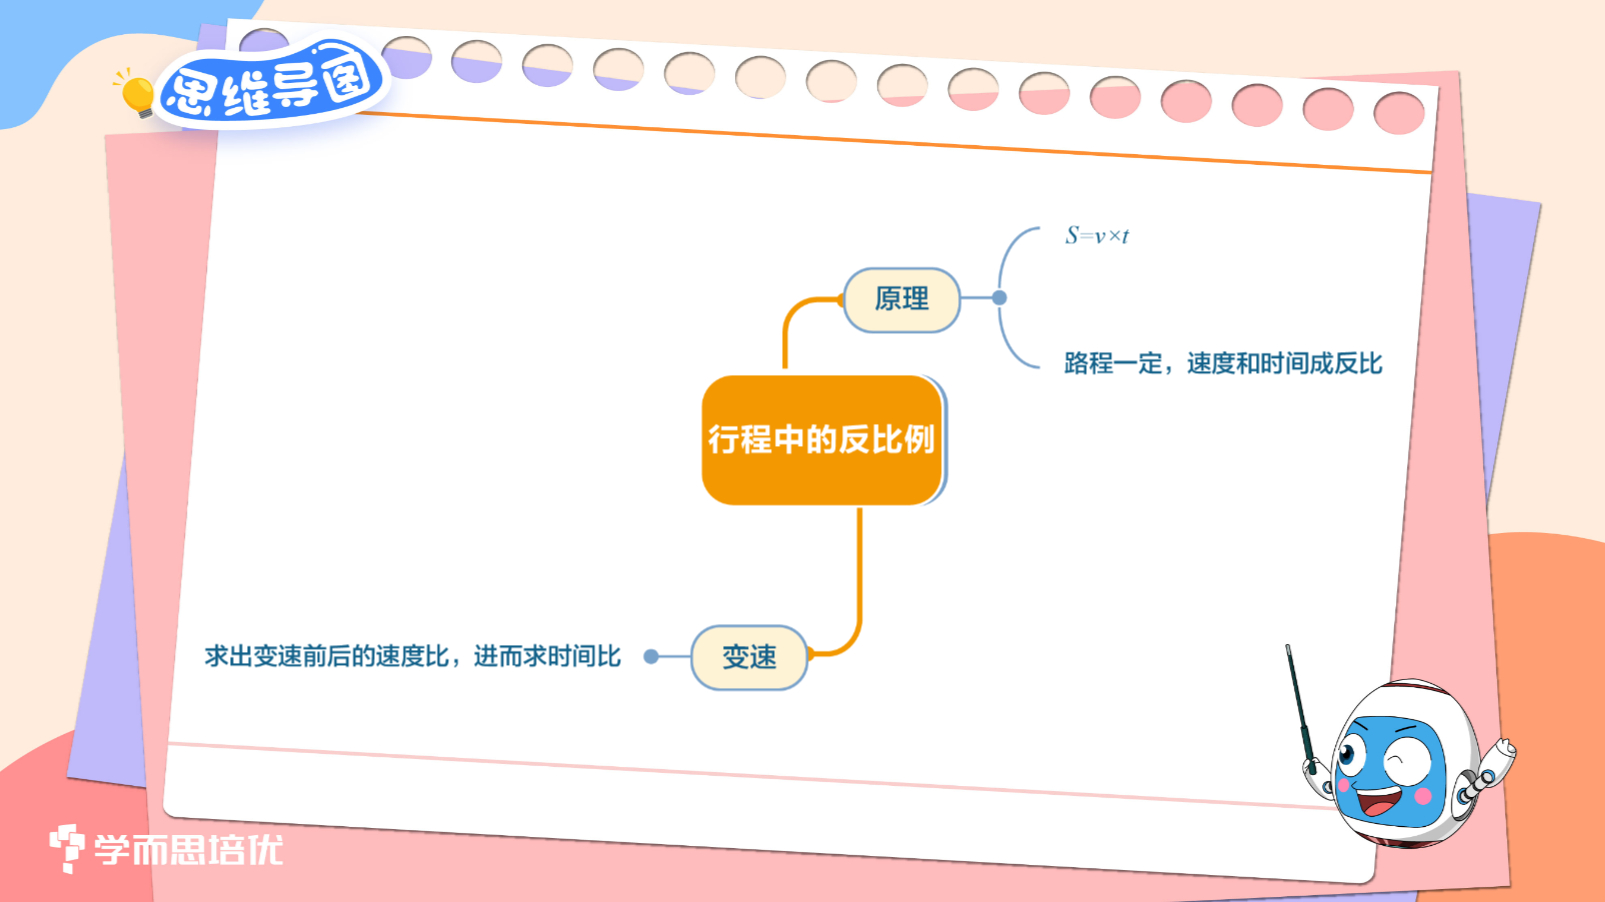 思维导图
S=v×t
原理
路程一定，速度和时间成反比
行程中的反比例
求出变速前后的速度比，进而求时间比
变速
学而思培优